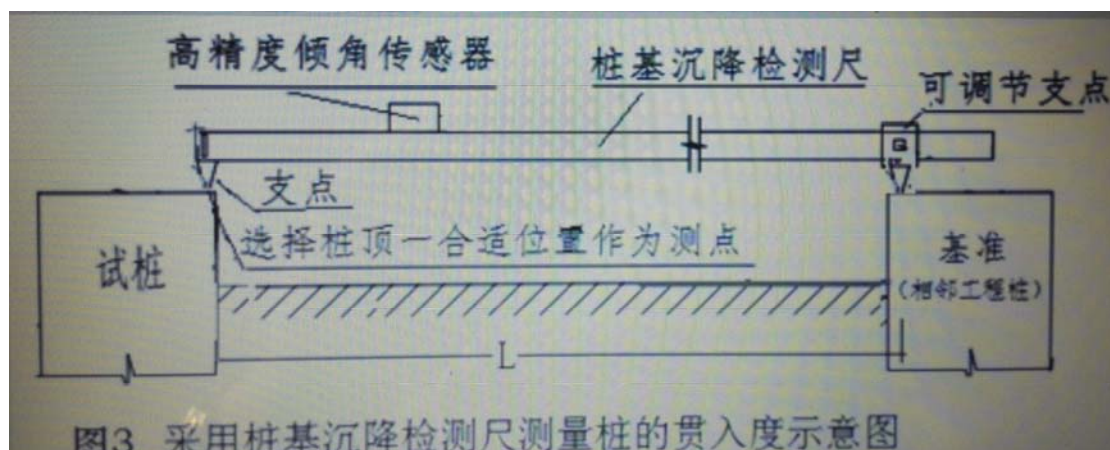 高精度倾角传感器
桩基沉降检测尺
可调节支点
支点
选择桩顶一合适位置作为测点
试桩
基准
(相邻工程桩)
L
图3 采用桩基沉降检测尺测量桩的贯入度示意图